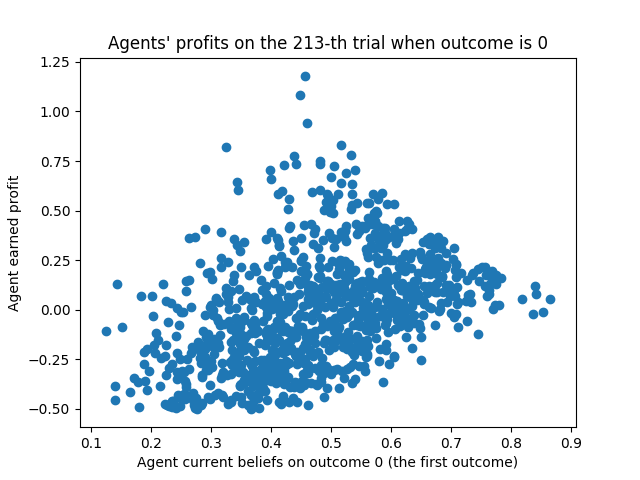 Agents' profits on the 213-th trial when outcome is 0
1.25
1.00
0.75
0.50
0.25
0.00
−0.25
−0.50
Agent earned profit
0.1 0.2 0.3 0.4 0.5 0.6 0.7 0.8 0.9
Agent current beliefs on outcome 0 (the first outcome)